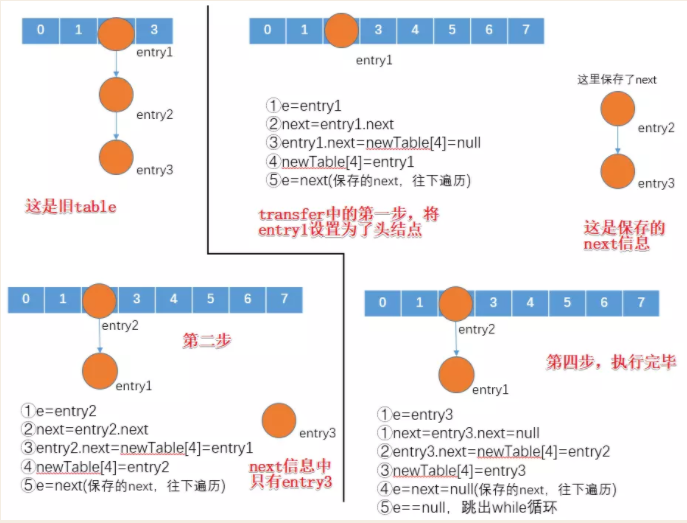 0 1 3
entry1
entry2
entry3
这是旧table
0 1 3 4 5 6 7
entry1
①e=entry1
②next=entry1.next
③entry1.next=newTable[4]=null
④newTable[4]=entry1
⑤e=next(保存的next，往下遍历)
transfer中的第一步，将
entry1设置为了头结点
这里保存了next
entry2
entry3
这是保存的
next信息
0 1 3 4 5 6 7
entry2
第二步
entry1
①e=entry2
②next=entry2.next
③entry2.next=newTable[4]=entry1
④newTable[4]=entry2
⑤e=next(保存的next，往下遍历)
entry3
next信息中
只有entry3
0 1 3 4 5 6 7
entry2
第四步，执行完毕
entry1
①e=entry3
①next=entry3.next=null
②entry3.next=newTable[4]=entry2
③newTable[4]=entry3
④e=next=null(保存的next，往下遍历)
⑤e==null，跳出while循环